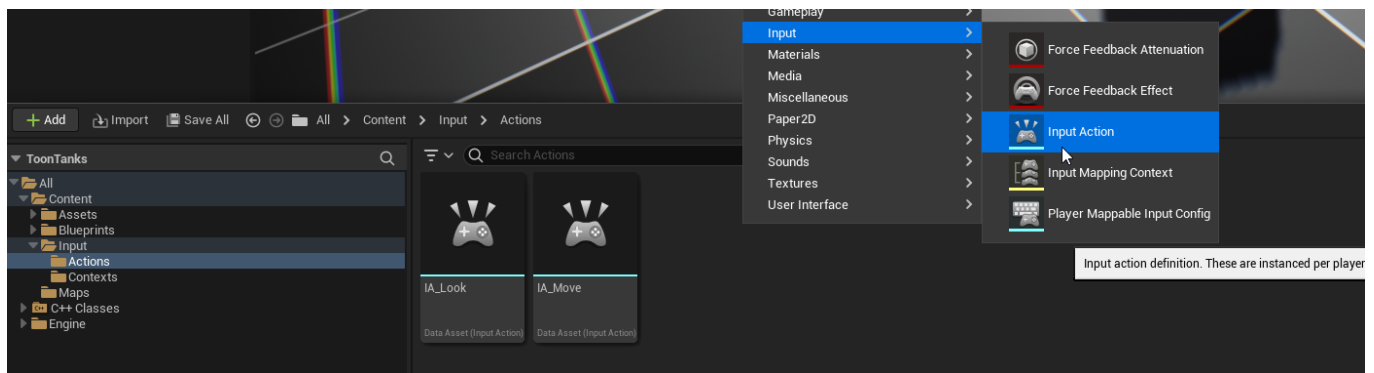 Gameplay
Input
Materials
Media
Miscellaneous
Paper2D
Physics
Sounds
Textures
User Interface
Force Feedback Attenuation
Force Feedback Effect
Input Action
Input Mapping Context
Player Mappable Input Config
Input action definition. These are instanced per player
Add Import Save All All > Content > Input > Actions
ToonTanks
All
Content
Assets
Blueprints
Input
Actions
Contexts
Maps
C++ Classes
Engine
Search Actions
IA_Look
Data Asset (Input Action)
IA_Move
Data Asset (Input Action)